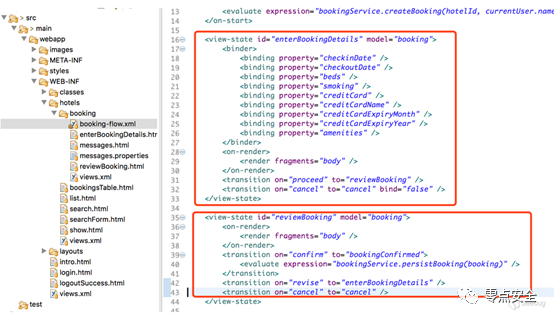 src
main
webapp
images
META-INF
styles
WEB-INF
classes
hotels
booking
booking-flow.xml
enterBookingDetails.htr
messages.html
messages.properties
reviewBooking.html
views.xml
bookingsTable.html
list.html
search.html
searchForm.html
show.html
views.xml
layouts
intro.html
login.html
logoutSuccess.html
views.xml
test
13 <evaluate expression="bookingService.createBooking(hotelId, currentUser.name
14 </on-start>
15
16 <view-state id="enterBookingDetails" model="booking">
17 <binder>
18 <binding property="checkinDate" />
19 <binding property="checkoutDate" />
20 <binding property="beds" />
21 <binding property="smoking" />
22 <binding property="creditCard" />
23 <binding property="creditCardName" />
24 <binding property="creditCardExpiryMonth" />
25 <binding property="creditCardExpiryYear" />
26 <binding property="amenities" />
27 </binder>
28 <on-render>
29 <render fragments="body" />
30 </on-render>
31 <transition on="proceed" to="reviewBooking" />
32 <transition on="cancel" to="cancel" bind="false" />
33 </view-state>
34
35 <view-state id="reviewBooking" model="booking">
36 <on-render>
37 <render fragments="body" />
38 </on-render>
39 <transition on="confirm" to="bookingConfirmed">
40 <evaluate expression="bookingService.persistBooking(booking)" />
41 </transition>
42 <transition on="revise" to="enterBookingDetails" />
43 <transition on="cancel" to="cancel" />
44 </view-state>
零点安全